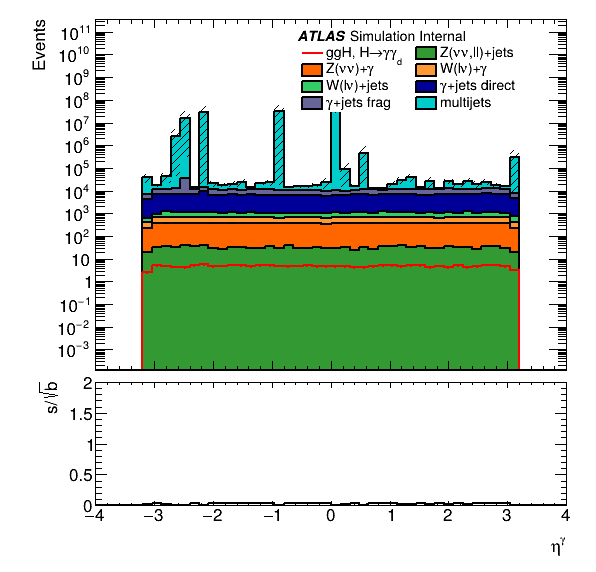 Events
ATLAS Simulation Internal
ggH, H→γγd
Z(νν,ll)+jets
Z(νν)+γ
W(lν)+γ
W(lν)+jets
γ+jets direct
γ+jets frag
multijets
10¹¹
10¹⁰
10⁹
10⁸
10⁷
10⁶
10⁵
10⁴
10³
10²
10
1
10⁻¹
10⁻²
10⁻³
s/√b
2
1.5
1
0.5
0
−4 −3 −2 −1 0 1 2 3 4
η^γ